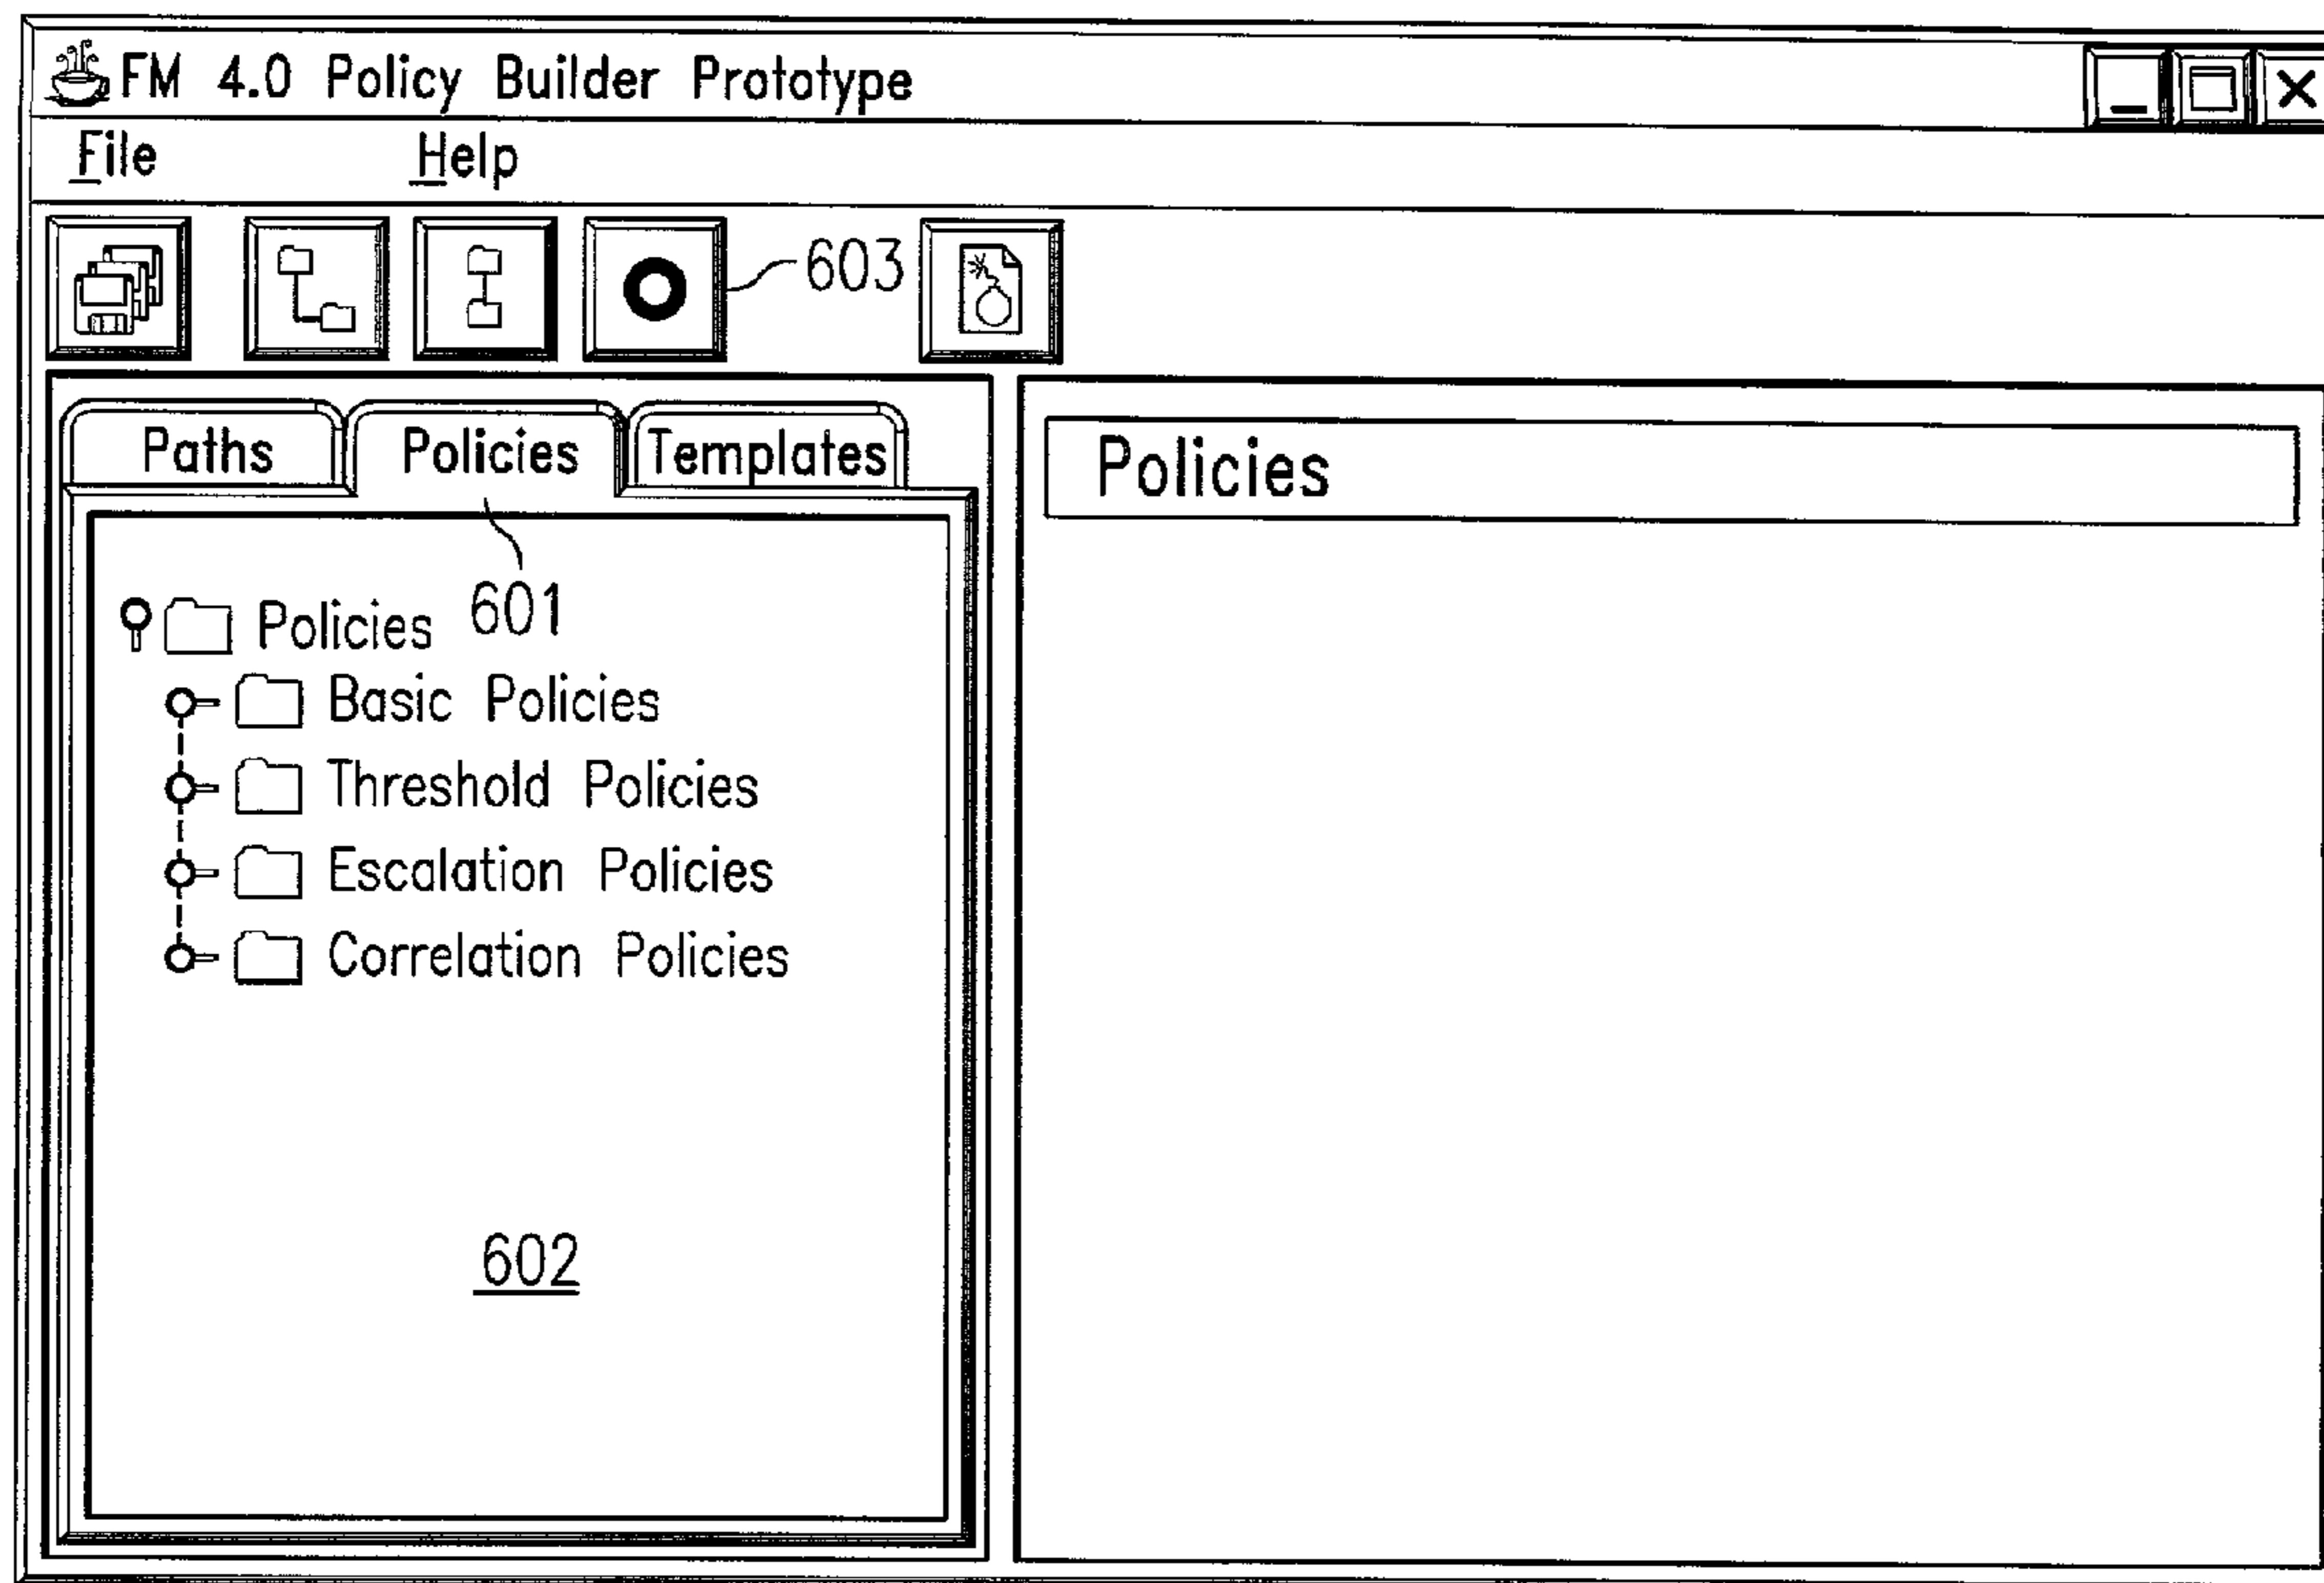 FM 4.0 Policy Builder Prototype
File Help
603
Paths Policies Templates
Policies
601
Policies
Basic Policies
Threshold Policies
Escalation Policies
Correlation Policies
602